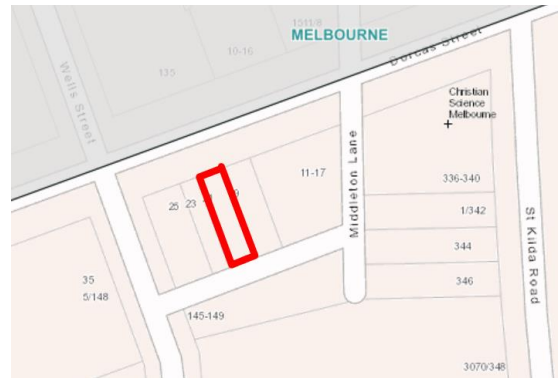 1511/8
MELBOURNE
10-16
Dorcas Street
135
Wells Street
Christian
Science
Melbourne
11-17
Middleton Lane
336-340
25
23
1/342
St Kilda Road
344
35
5/148
346
145-149
3070/348